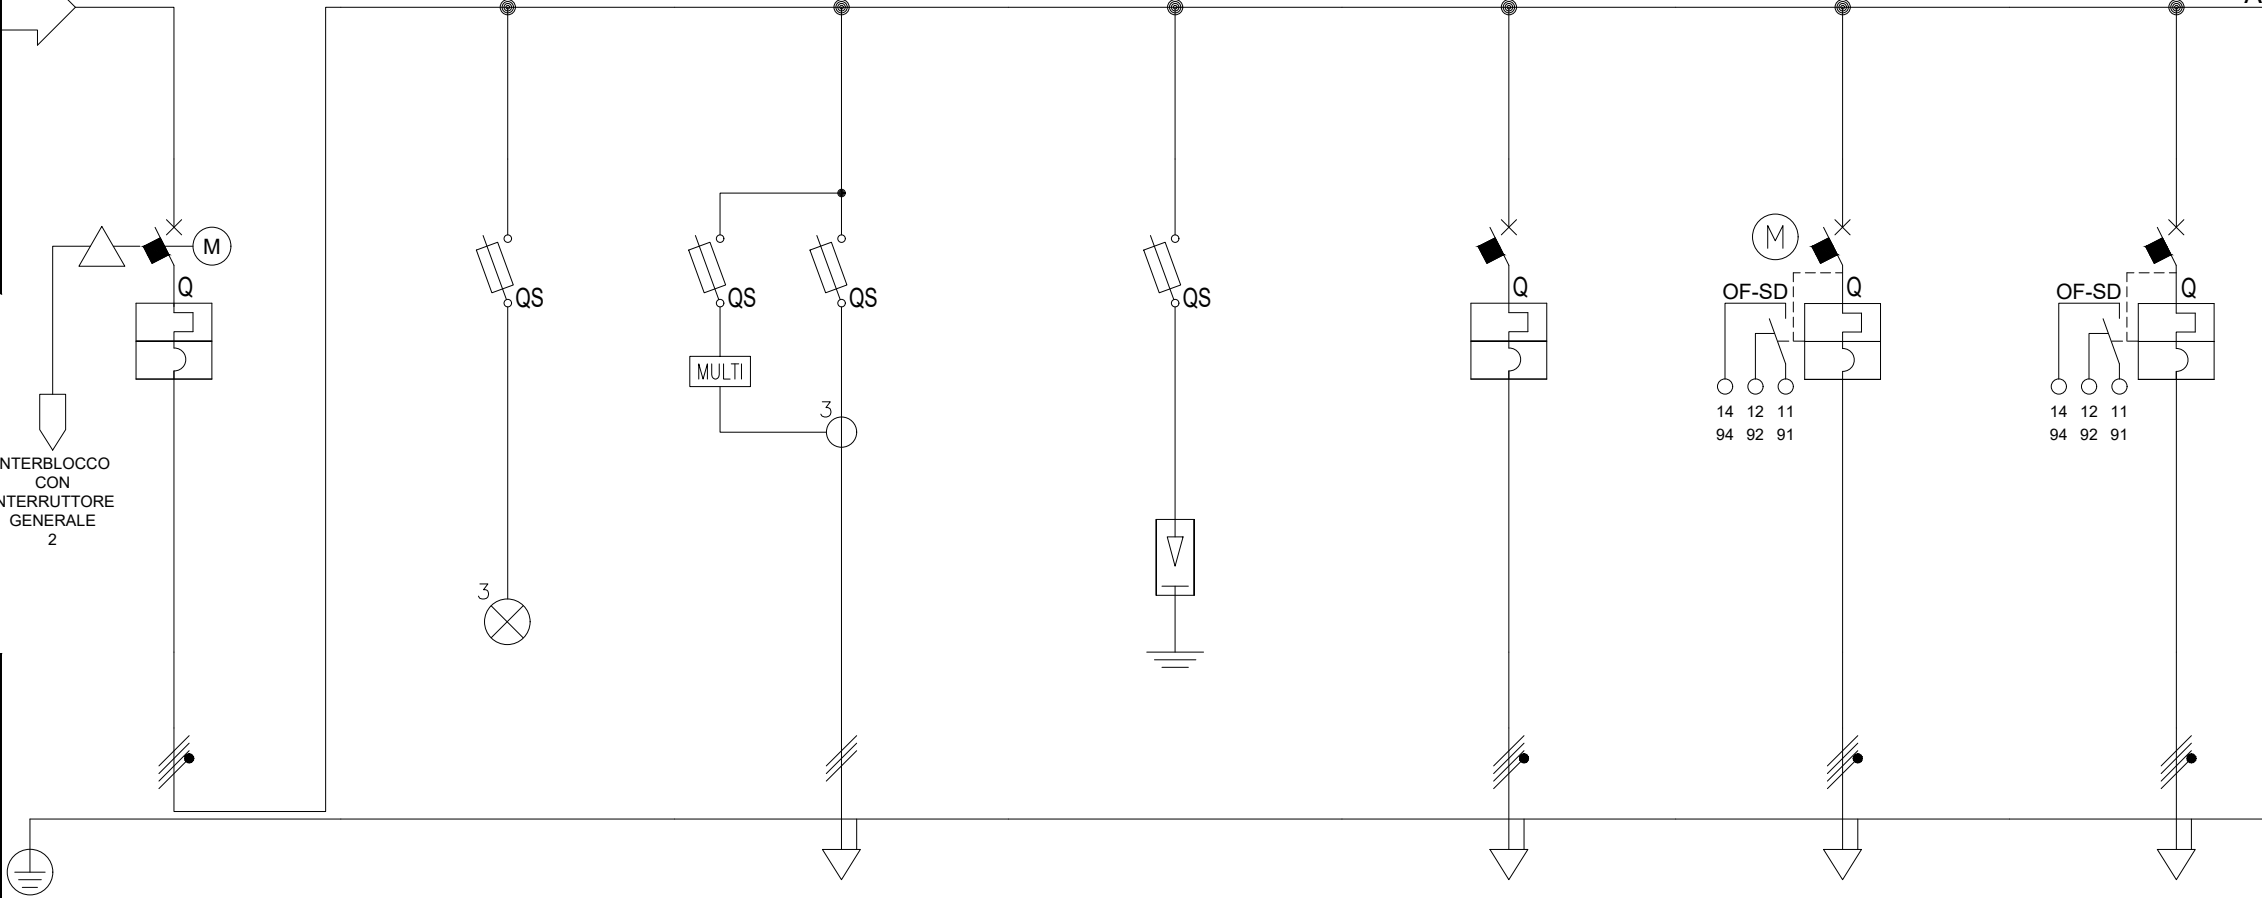 M
Q
NTERBLOCCO
CON
NTERRUTTORE
GENERALE
2
QS
3
QS
QS
MULTI
3
QS
Q
M
Q
OF-SD
14 12 11
94 92 91
Q
OF-SD
14 12 11
94 92 91